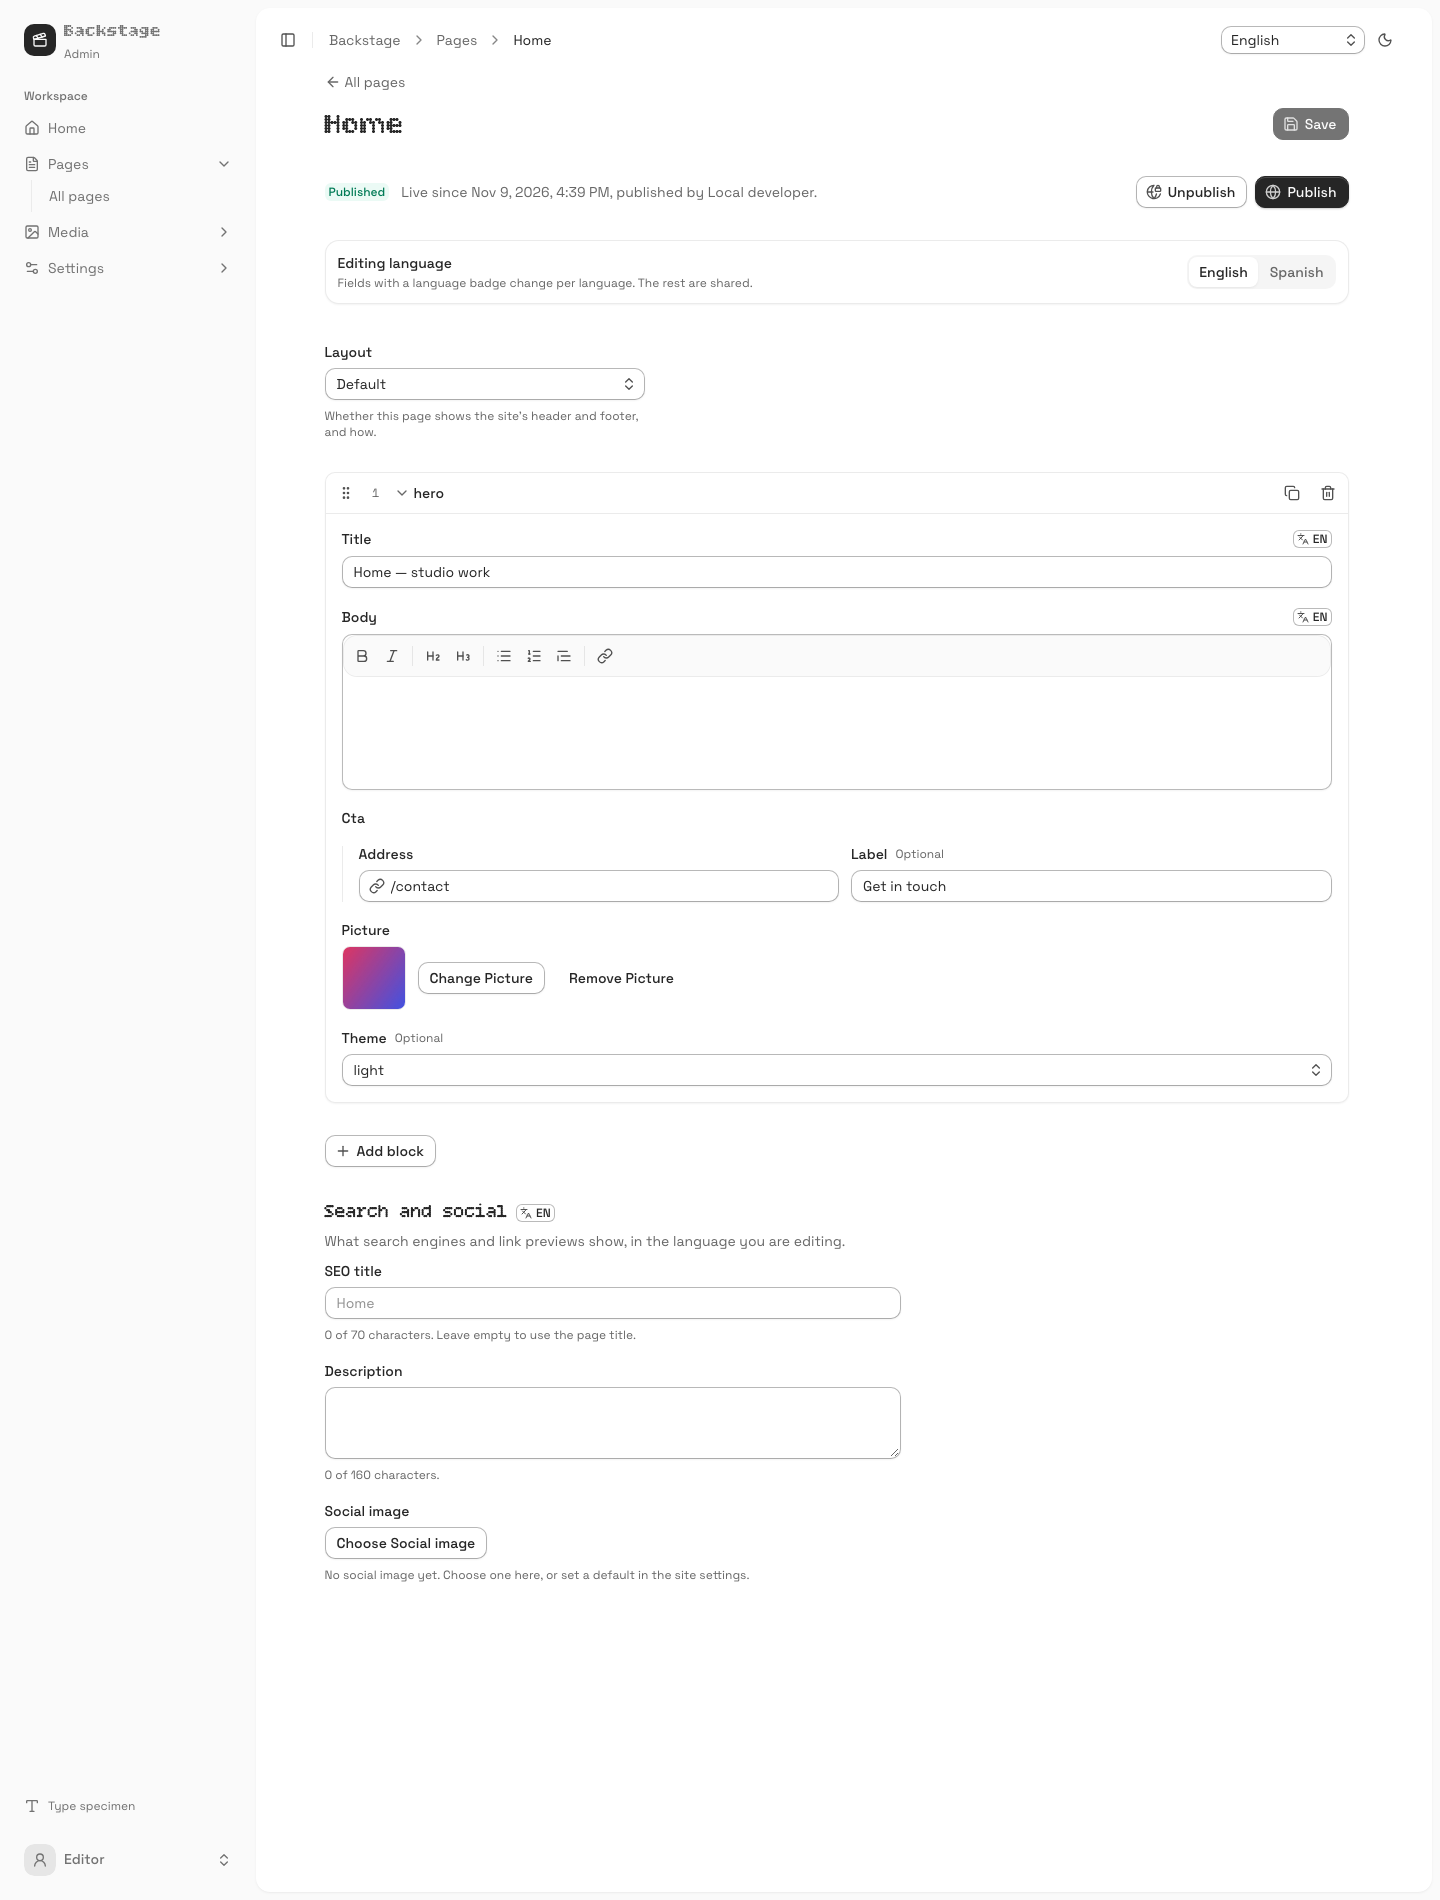 Backstage
Admin
Workspace
Home
Pages
All pages
Media
Settings
Type specimen
Editor
Backstage
Pages
Home
English
All pages
Home
Save
Published
Live since Nov 9, 2026, 4:39 PM, published by Local developer.
Unpublish
Publish
Editing language
Fields with a language badge change per language. The rest are shared.
English
Spanish
Layout
Default
Whether this page shows the site's header and footer,
and how.
1
hero
Title
EN
Home — studio work
Body
EN
B I H2 H3
Cta
Address
Label Optional
/contact
Get in touch
Picture
Change Picture
Remove Picture
Theme Optional
light
Add block
Search and social
EN
What search engines and link previews show, in the language you are editing.
SEO title
Home
0 of 70 characters. Leave empty to use the page title.
Description
0 of 160 characters.
Social image
Choose Social image
No social image yet. Choose one here, or set a default in the site settings.